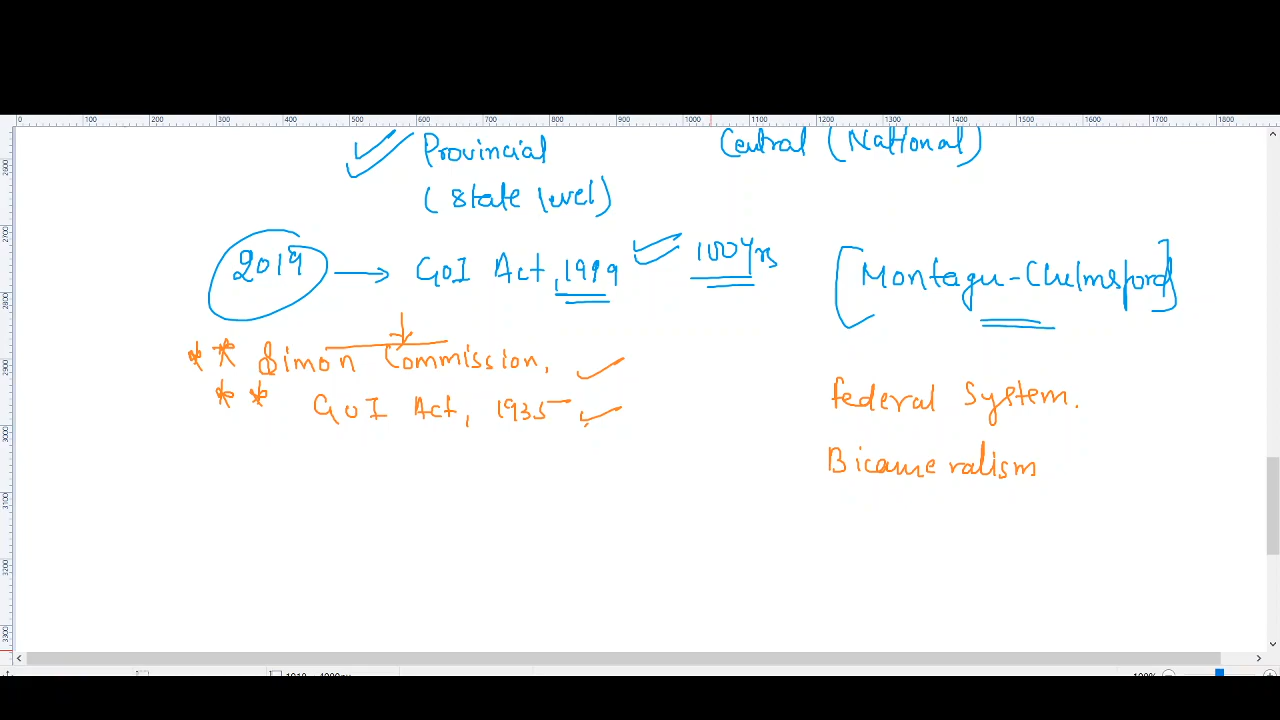 Provincial Central (National)
(State level)
2019 → GOI Act, 1919 100 Yrs [Montagu-Chelmsford]
** Simon Commission,
** GOI Act, 1935
federal System.
Bicameralism